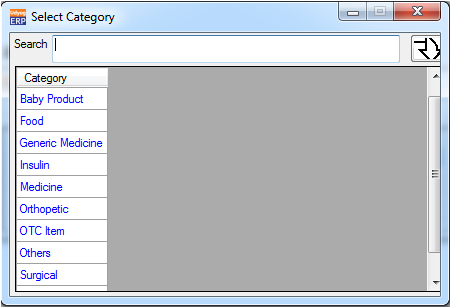 ERP
Select Category
Search
Category
Baby Product
Food
Generic Medicine
Insulin
Medicine
Orthopetic
OTC Item
Others
Surgical